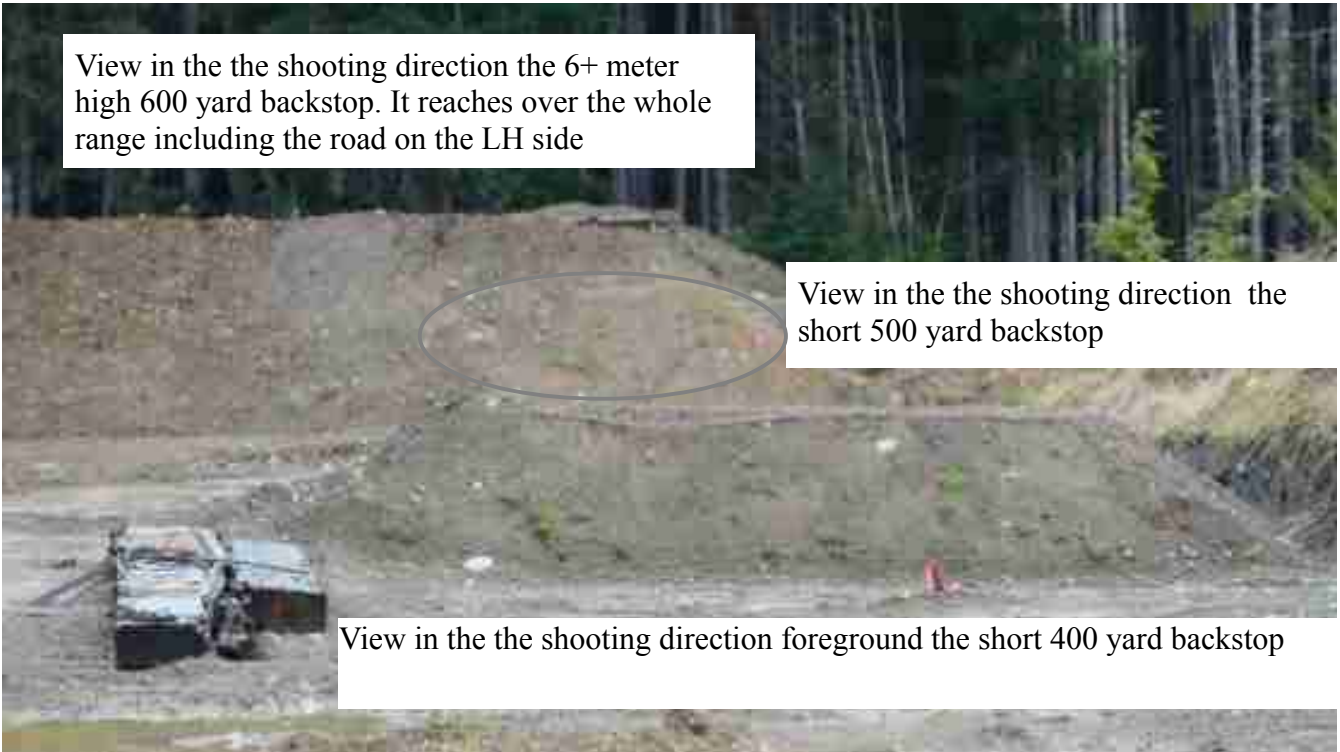 View in the the shooting direction the 6+ meter
high 600 yard backstop. It reaches over the whole
range including the road on the LH side
View in the the shooting direction  the
short 500 yard backstop
View in the the shooting direction foreground the short 400 yard backstop